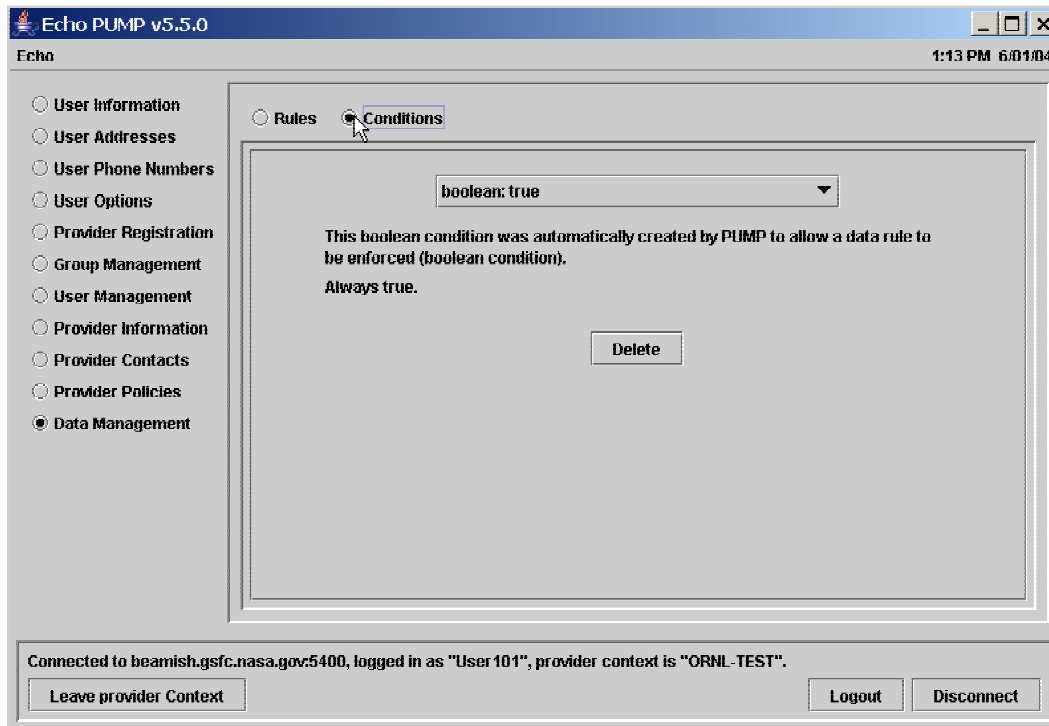 Echo PUMP v5.5.0
Echo
1:13 PM 6/01/04
User Information
User Addresses
User Phone Numbers
User Options
Provider Registration
Group Management
User Management
Provider Information
Provider Contacts
Provider Policies
Data Management
Rules
Conditions
boolean: true
This boolean condition was automatically created by PUMP to allow a data rule to
be enforced (boolean condition).
Always true.
Delete
Connected to beamish.gsfc.nasa.gov:5400, logged in as "User101", provider context is "ORNL-TEST".
Leave provider Context
Logout
Disconnect